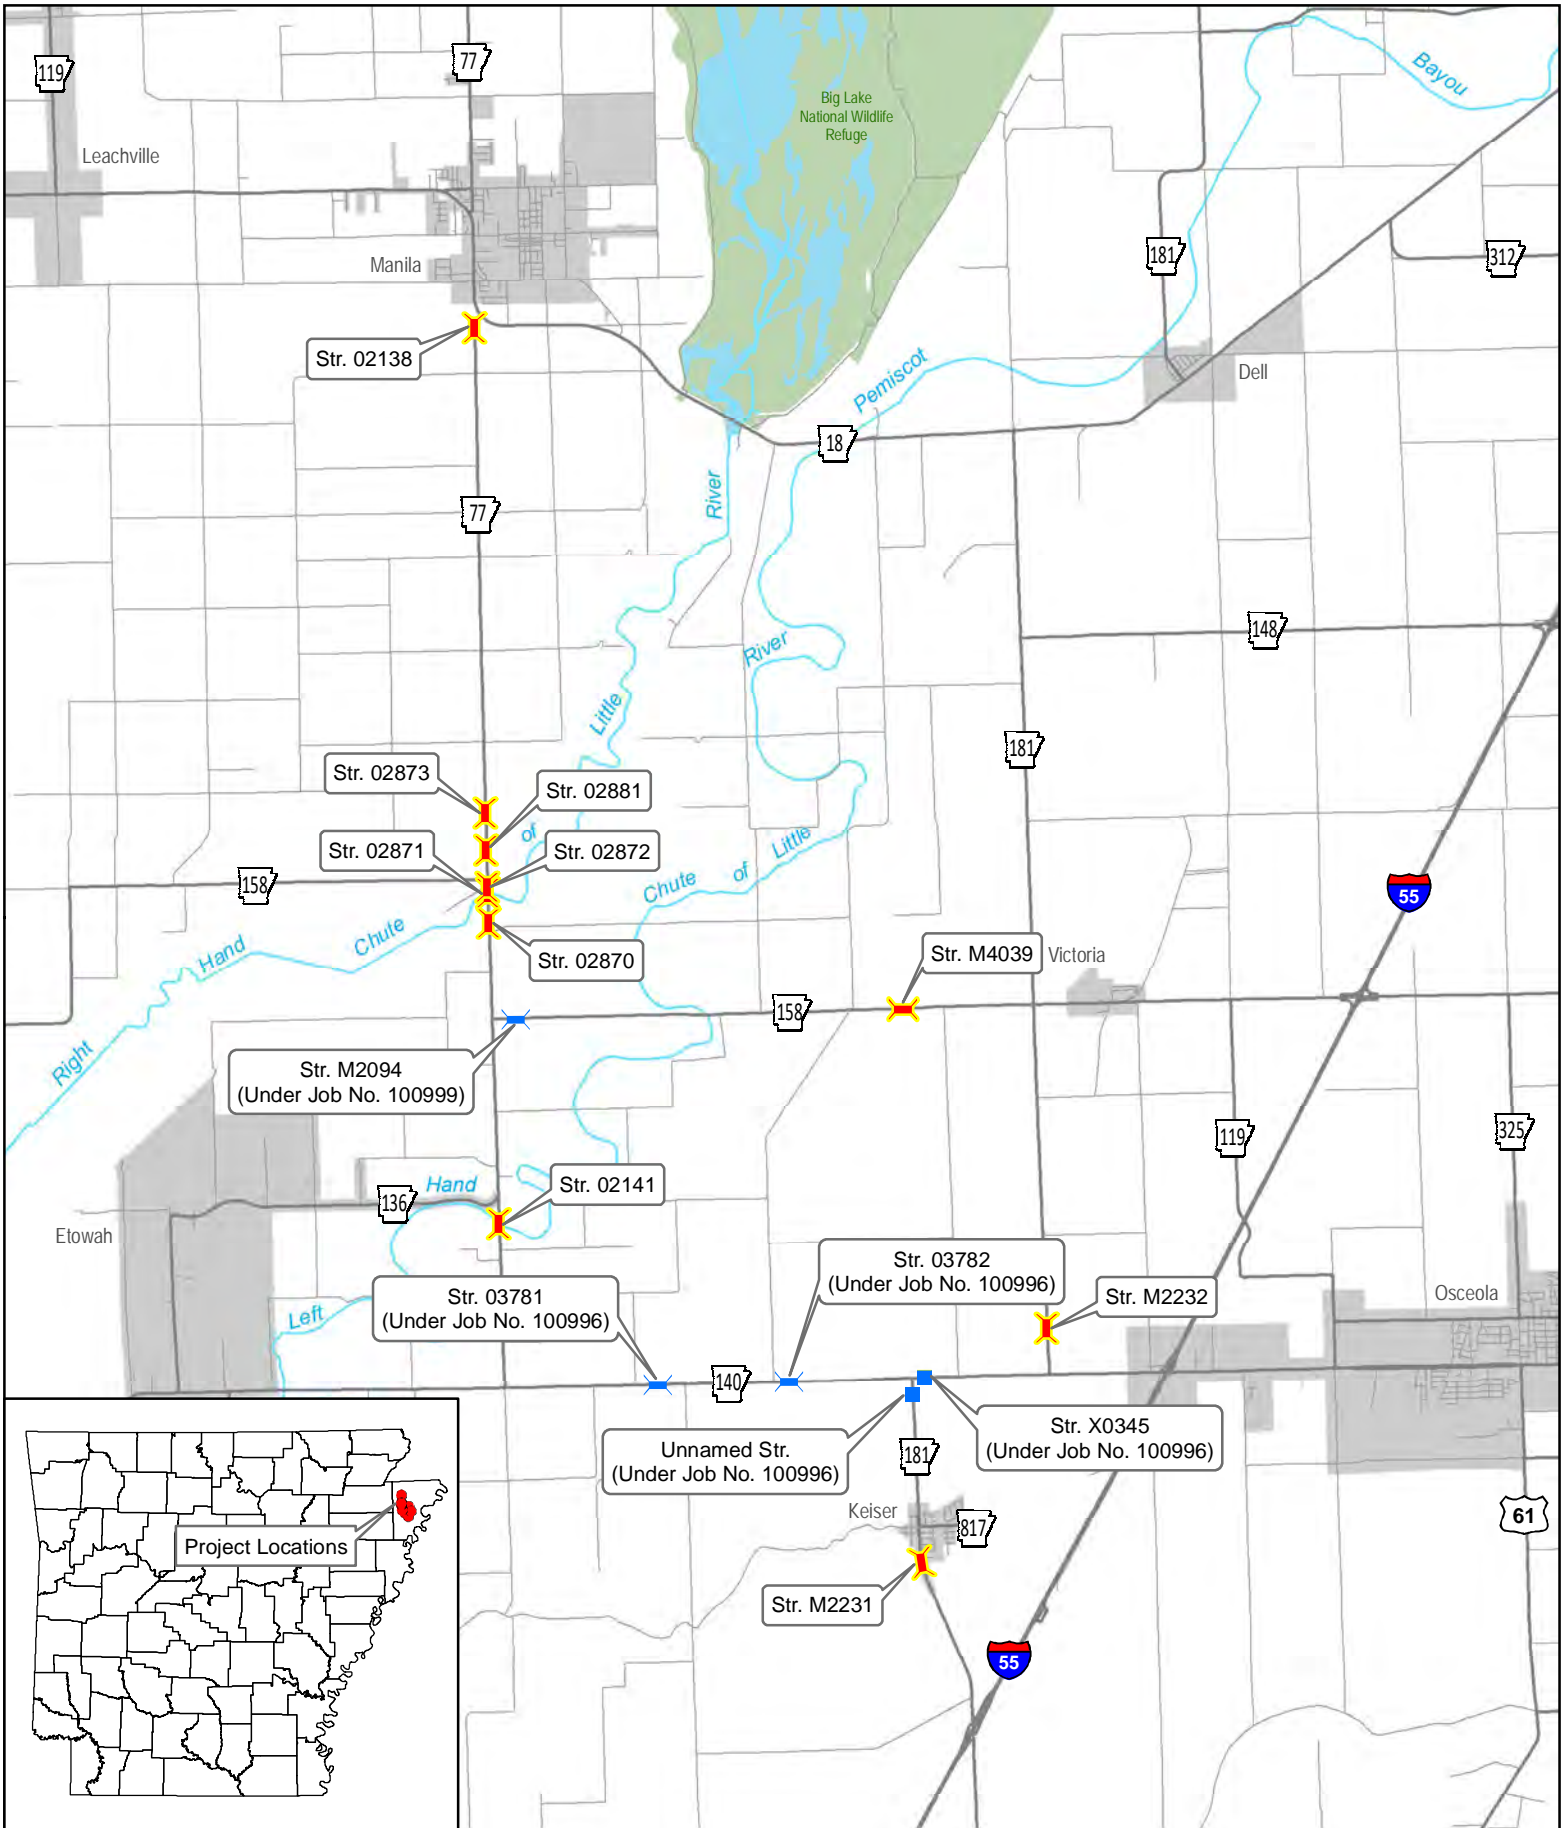 119
77
Big Lake
National Wildlife
Refuge
Bayou
Leachville
Manila
181
312
Str. 02138
Pemiscot
Dell
18
River
77
148
River
Little
181
Str. 02873
Str. 02881
of
Str. 02871
Str. 02872
Little
of
Chute
158
55
Hand
Chute
Str. 02870
Str. M4039
Victoria
158
Right
Str. M2094
(Under Job No. 100999)
119
325
Hand
Str. 02141
136
Etowah
Str. 03782
(Under Job No. 100996)
Str. 03781
(Under Job No. 100996)
Str. M2232
Osceola
Left
140
Str. X0345
(Under Job No. 100996)
Unnamed Str.
(Under Job No. 100996)
181
Keiser
817
61
Project Locations
Str. M2231
55